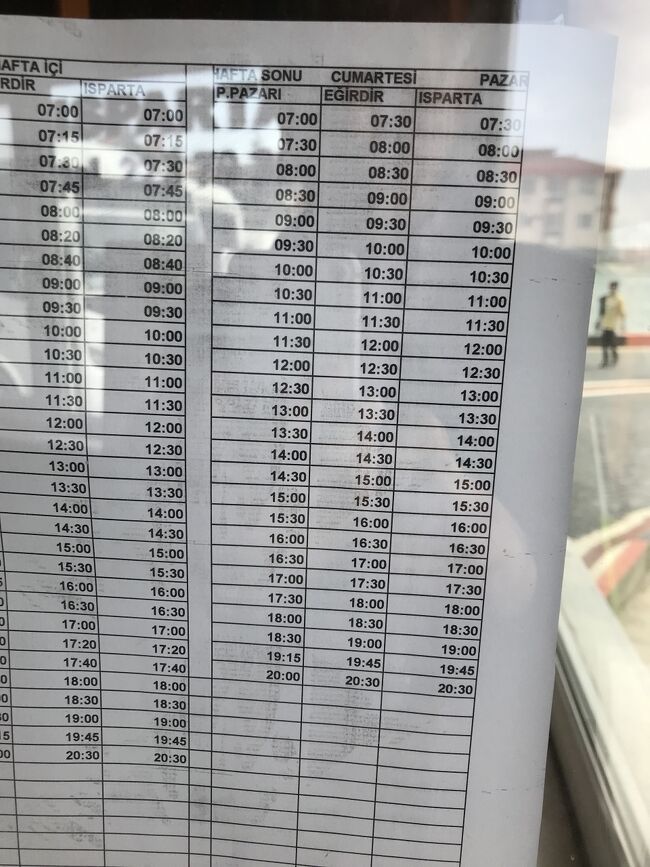 AFTA İÇİ
RDİR ISPARTA
07:00 07:00
07:15 07:15
07:30 07:30
07:45 07:45
08:00 08:00
08:20 08:20
08:40 08:40
09:00 09:00
09:30 09:30
10:00 10:00
10:30 10:30
11:00 11:00
11:30 11:30
12:00 12:00
12:30 12:30
13:00 13:00
13:30 13:30
14:00 14:00
14:30 14:30
15:00 15:00
15:30 15:30
16:00 16:00
16:30 16:30
17:00 17:00
17:20 17:20
17:40 17:40
18:00 18:00
18:30 18:30
19:00 19:00
19:45 19:45
20:30 20:30
HAFTA SONU CUMARTESİ PAZAR
P.PAZARI EĞİRDİR ISPARTA
07:00 07:30 07:30
07:30 08:00 08:00
08:00 08:30 08:30
08:30 09:00 09:00
09:00 09:30 09:30
09:30 10:00 10:00
10:00 10:30 10:30
10:30 11:00 11:00
11:00 11:30 11:30
11:30 12:00 12:00
12:00 12:30 12:30
12:30 13:00 13:00
13:00 13:30 13:30
13:30 14:00 14:00
14:00 14:30 14:30
14:30 15:00 15:00
15:00 15:30 15:30
15:30 16:00 16:00
16:00 16:30 16:30
16:30 17:00 17:00
17:00 17:30 17:30
17:30 18:00 18:00
18:00 18:30 18:30
18:30 19:00 19:00
19:15 19:45 19:45
20:00 20:30 20:30